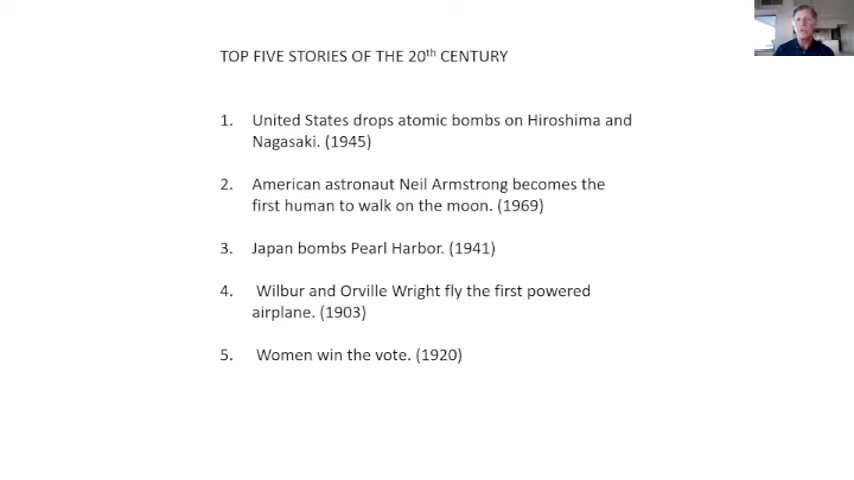 TOP FIVE STORIES OF THE 20th CENTURY
1. United States drops atomic bombs on Hiroshima and
Nagasaki. (1945)
2. American astronaut Neil Armstrong becomes the
first human to walk on the moon. (1969)
3. Japan bombs Pearl Harbor. (1941)
4. Wilbur and Orville Wright fly the first powered
airplane. (1903)
5. Women win the vote. (1920)